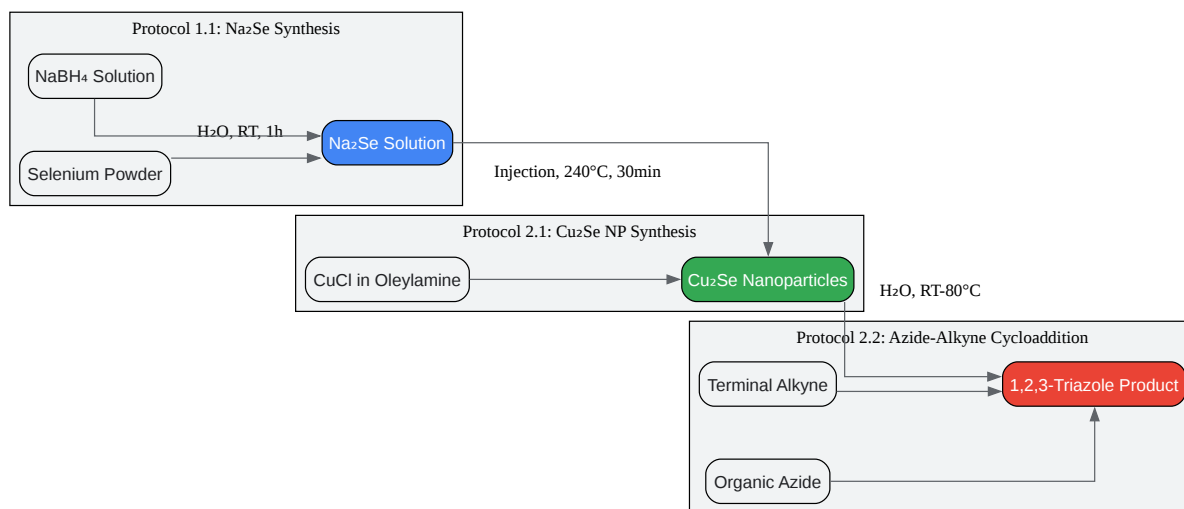 Protocol 1.1: Na₂Se Synthesis
NaBH₄ Solution
H₂O, RT, 1h
Na₂Se Solution
Selenium Powder
Injection, 240°C, 30min
Protocol 2.1: Cu₂Se NP Synthesis
CuCl in Oleylamine
Cu₂Se Nanoparticles
H₂O, RT-80°C
Protocol 2.2: Azide-Alkyne Cycloaddition
Terminal Alkyne
1,2,3-Triazole Product
Organic Azide